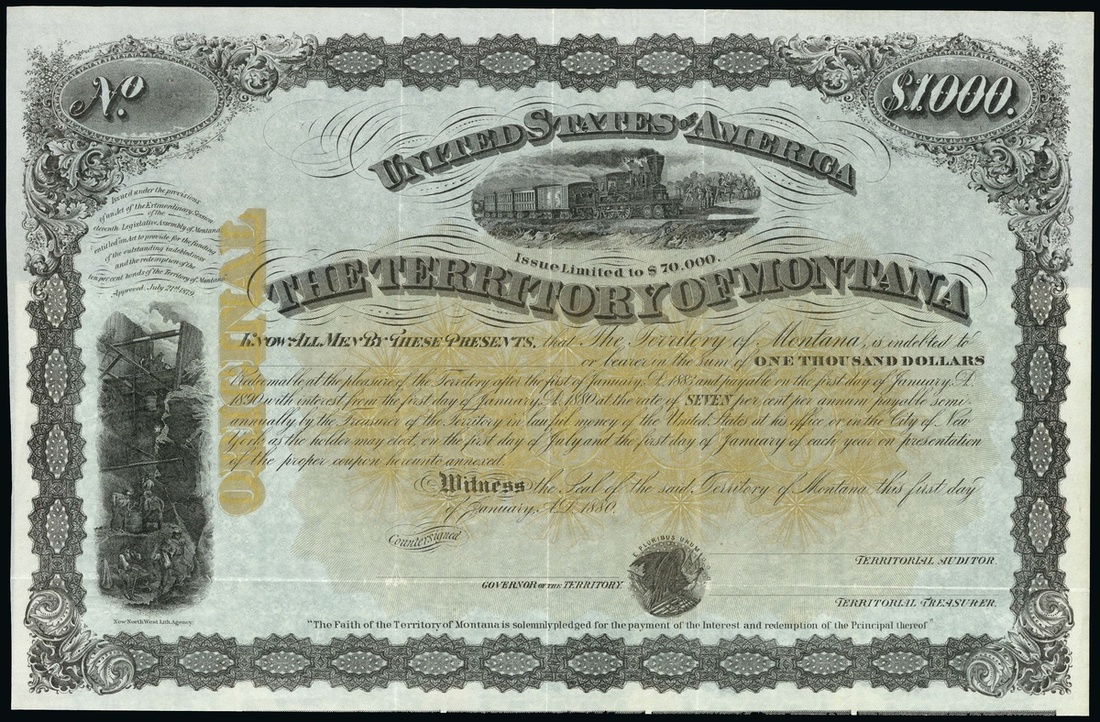 No.
$1000.
UNITED STATES OF AMERICA
Issued under the provisions
of an Act of the Extraordinary Session
of the
eleventh Legislative Assembly of Montana
entitled "an Act to provide for the funding
of the outstanding indebtedness
and the redemption of the
ten per cent bonds of the Territory of Montana"
Approved, July 21st 1879
Issue Limited to $70.000.
THE TERRITORY OF MONTANA
KNOW ALL MEN BY THESE PRESENTS, that The Territory of Montana, is indebted to
or bearer in the sum of ONE THOUSAND DOLLARS
Redeemable at the pleasure of the Territory after the first of January, A.D. 1885 and payable on the first day of January A.D.
1890 with interest from the first day of January, A.D. 1880 at the rate of SEVEN per cent per annum payable semi-
annually by the Treasurer of the Territory in lawful money of the United States at his office or in the City of New
York as the holder may elect, on the first day of July and the first day of January of each year on presentation
of the proper coupon hereunto annexed.
Witness the Seal of the said Territory of Montana this first day
of January, A.D. 1880.
Countersigned
E PLURIBUS UNUM
TERRITORIAL AUDITOR.
GOVERNOR OF THE TERRITORY.
TERRITORIAL TREASURER.
New North West Lith. Agency.
"The Faith of the Territory of Montana is solemnly pledged for the payment of the Interest and redemption of the Principal thereof"